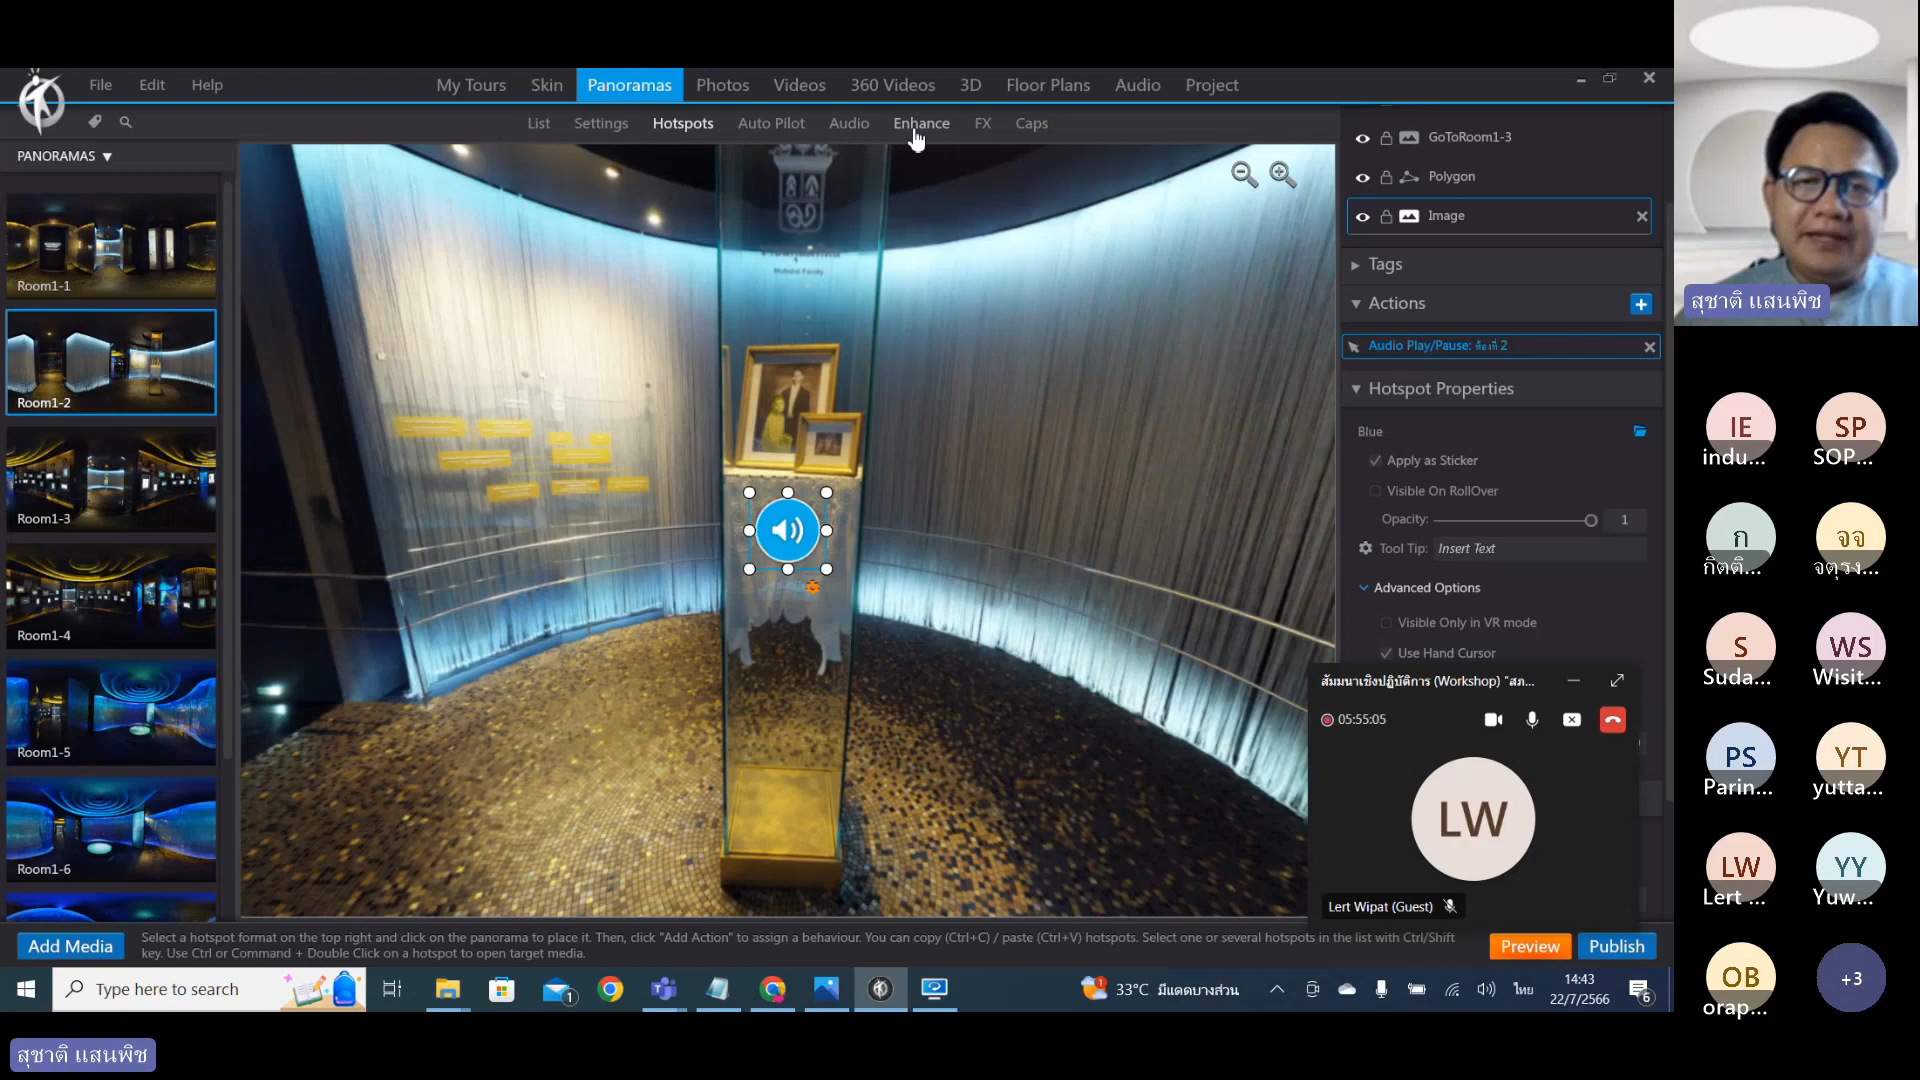 File Edit Help
My Tours Skin Panoramas Photos Videos 360 Videos 3D Floor Plans Audio Project
List Settings Hotspots Auto Pilot Audio Enhance FX Caps
PANORAMAS
Room1-1
Room1-2
Room1-3
Room1-4
Room1-5
Room1-6
Mahidol Family
GoToRoom1-3
Polygon
Image
Tags
Actions
Audio Play/Pause: ห้องที่ 2
Hotspot Properties
Blue
Apply as Sticker
Visible On RollOver
Opacity: 1
Tool Tip: Insert Text
Advanced Options
Visible Only in VR mode
Use Hand Cursor
สัมมนาเชิงปฏิบัติการ (Workshop) "สภ...
05:55:05
LW
Lert Wipat (Guest)
Add Media
Select a hotspot format on the top right and click on the panorama to place it. Then, click "Add Action" to assign a behaviour. You can copy (Ctrl+C) / paste (Ctrl+V) hotspots. Select one or several hotspots in the list with Ctrl/Shift
key. Use Ctrl or Command + Double Click on a hotspot to open target media.
Preview
Publish
Type here to search
1
1
33°C มีแดดบางส่วน
ไทย
14:43
22/7/2566
6
สุชาติ แสนพิช
IE
indu...
SP
SOP...
ก
กิตติ...
จจ
จตุรง...
S
Suda...
WS
Wisit...
PS
Parin...
YT
yutta...
LW
Lert ...
YY
Yuw...
OB
orap...
+3
สุชาติ แสนพิช